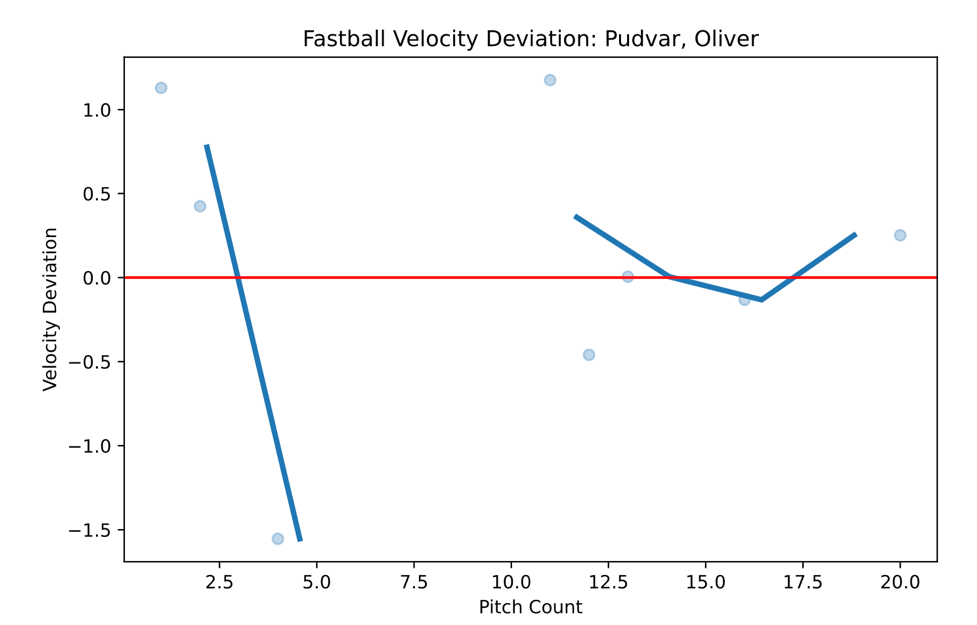 Fastball Velocity Deviation: Pudvar, Oliver
Velocity Deviation
1.0
0.5
0.0
−0.5
−1.0
−1.5
2.5 5.0 7.5 10.0 12.5 15.0 17.5 20.0
Pitch Count